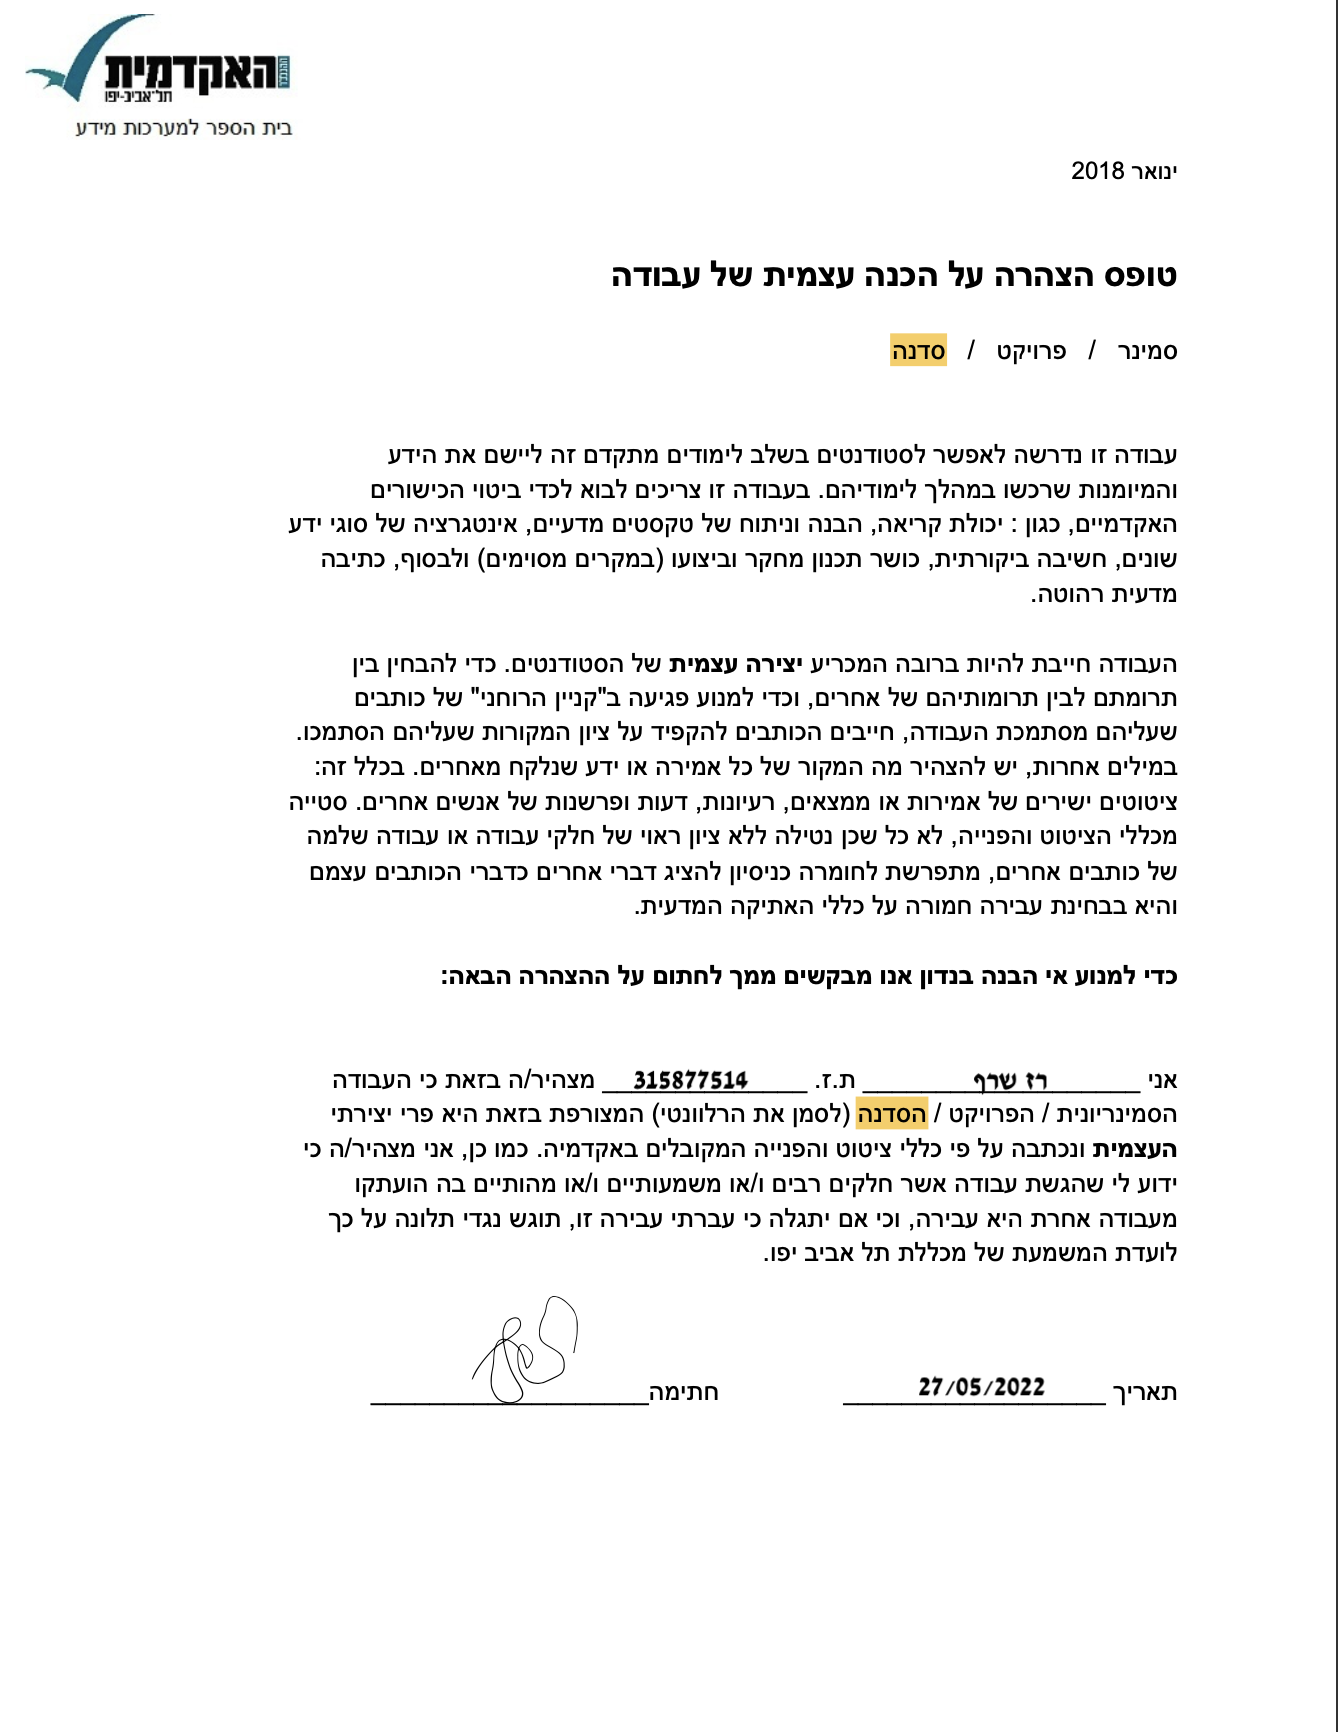 המכללה האקדמית
תל־אביב-יפו
בית הספר למערכות מידע
ינואר 2018
טופס הצהרה על הכנה עצמית של עבודה
סמינר / פרויקט / סדנה
עבודה זו נדרשה לאפשר לסטודנטים בשלב לימודים מתקדם זה ליישם את הידע
והמיומנות שרכשו במהלך לימודיהם. בעבודה זו צריכים לבוא לכדי ביטוי הכישורים
האקדמיים, כגון : יכולת קריאה, הבנה וניתוח של טקסטים מדעיים, אינטגרציה של סוגי ידע
שונים, חשיבה ביקורתית, כושר תכנון מחקר וביצועו (במקרים מסוימים) ולבסוף, כתיבה
מדעית רהוטה.
העבודה חייבת להיות ברובה המכריע יצירה עצמית של הסטודנטים. כדי להבחין בין
תרומתם לבין תרומותיהם של אחרים, וכדי למנוע פגיעה ב"קניין הרוחני" של כותבים
שעליהם מסתמכת העבודה, חייבים הכותבים להקפיד על ציון המקורות שעליהם הסתמכו.
במילים אחרות, יש להצהיר מה המקור של כל אמירה או ידע שנלקח מאחרים. בכלל זה:
ציטוטים ישירים של אמירות או ממצאים, רעיונות, דעות ופרשנות של אנשים אחרים. סטייה
מכללי הציטוט והפנייה, לא כל שכן נטילה ללא ציון ראוי של חלקי עבודה או עבודה שלמה
של כותבים אחרים, מתפרשת לחומרה כניסיון להציג דברי אחרים כדברי הכותבים עצמם
והיא בבחינת עבירה חמורה על כללי האתיקה המדעית.
כדי למנוע אי הבנה בנדון אנו מבקשים ממך לחתום על ההצהרה הבאה:
אני רז שרף ת.ז. 315877514 מצהיר/ה בזאת כי העבודה
הסמינריונית / הפרויקט / הסדנה (לסמן את הרלוונטי) המצורפת בזאת היא פרי יצירתי
העצמית ונכתבה על פי כללי ציטוט והפנייה המקובלים באקדמיה. כמו כן, אני מצהיר/ה כי
ידוע לי שהגשת עבודה אשר חלקים רבים ו/או משמעותיים ו/או מהותיים בה הועתקו
מעבודה אחרת היא עבירה, וכי אם יתגלה כי עברתי עבירה זו, תוגש נגדי תלונה על כך
לועדת המשמעת של מכללת תל אביב יפו.
תאריך 27/05/2022 חתימה